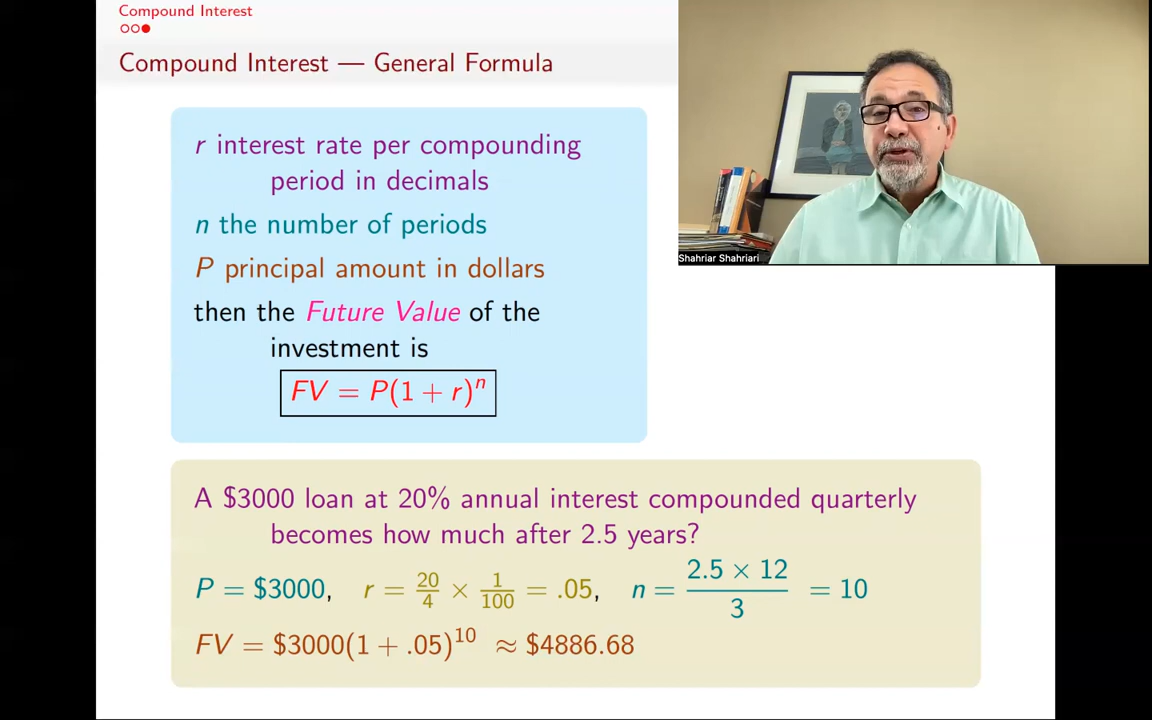 Compound Interest
Compound Interest — General Formula
r interest rate per compounding
period in decimals
n the number of periods
P principal amount in dollars
then the Future Value of the
investment is
FV = P(1 + r)^n
Shahriar Shahriari
A $3000 loan at 20% annual interest compounded quarterly
becomes how much after 2.5 years?
P = $3000, r = 20/4 × 1/100 = .05, n = (2.5 × 12)/3 = 10
FV = $3000(1 + .05)^10 ≈ $4886.68